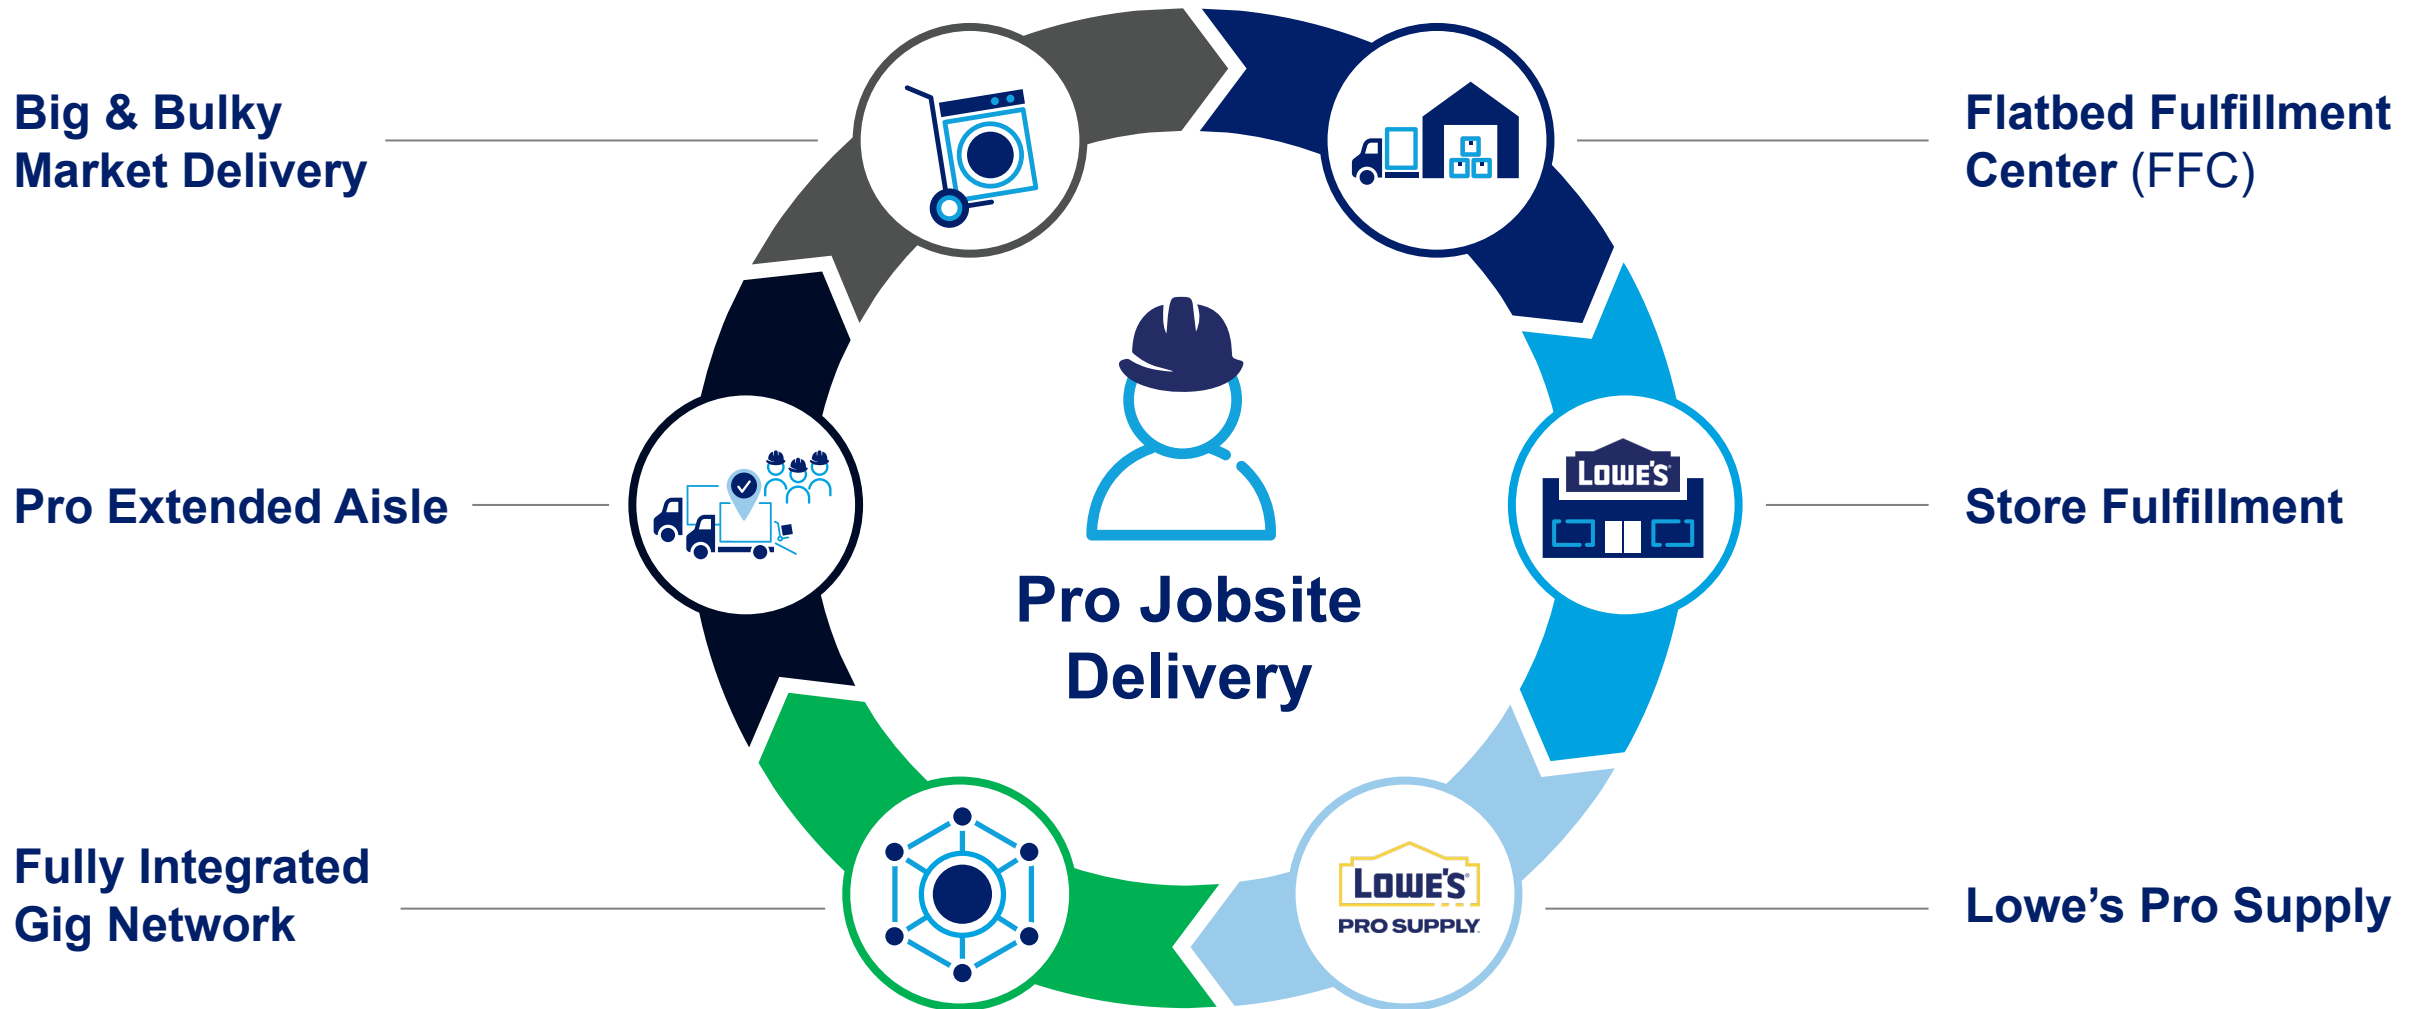 Big & Bulky
Market Delivery
Flatbed Fulfillment
Center (FFC)
Pro Extended Aisle
LOWE'S
Store Fulfillment
Pro Jobsite
Delivery
Fully Integrated
Gig Network
LOWE'S
PRO SUPPLY
Lowe’s Pro Supply